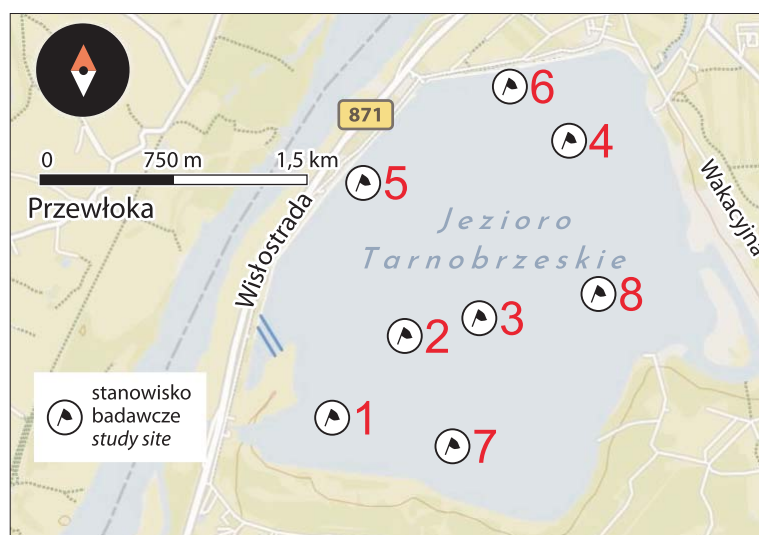 6
871
4
0 750 m 1,5 km
5
Przewłoka
Wakacyjna
Jezioro
Tarnobrzeskie
Wisłostrada
8
3
2
stanowisko
badawcze
study site
1
7